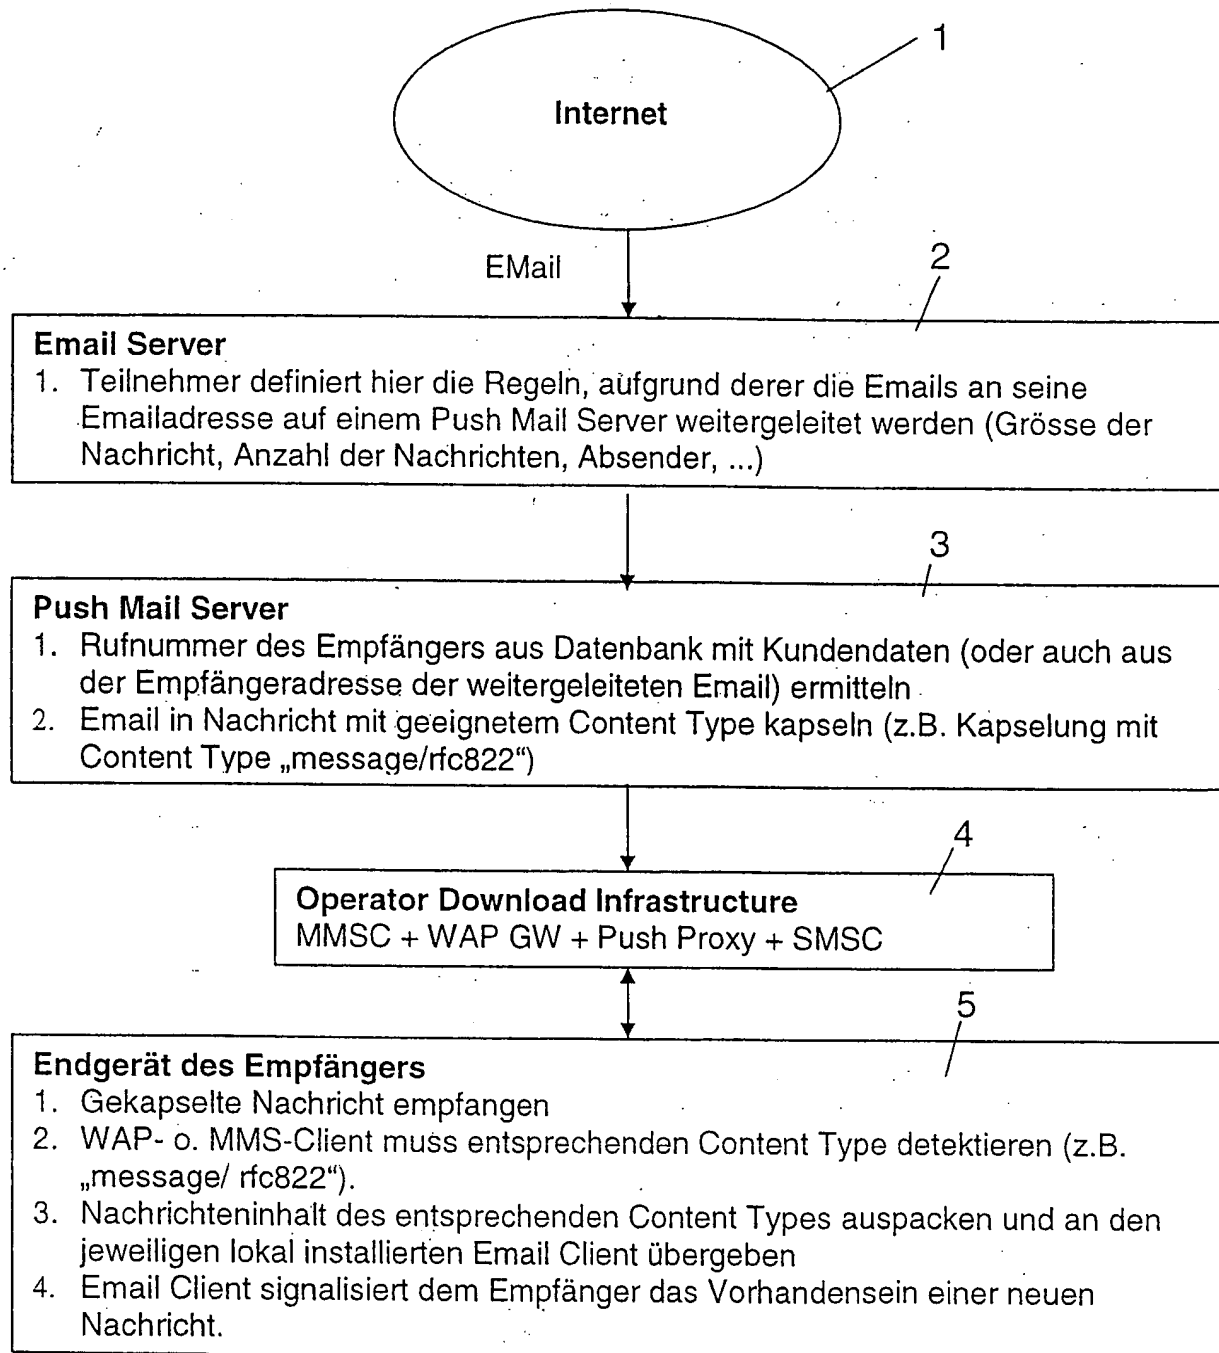 1
Internet
EMail
2
Email Server
1. Teilnehmer definiert hier die Regeln, aufgrund derer die Emails an seine
Emailadresse auf einem Push Mail Server weitergeleitet werden (Grösse der
Nachricht, Anzahl der Nachrichten, Absender, ...)
3
Push Mail Server
1. Rufnummer des Empfängers aus Datenbank mit Kundendaten (oder auch aus
der Empfängeradresse der weitergeleiteten Email) ermitteln
2. Email in Nachricht mit geeignetem Content Type kapseln (z.B. Kapselung mit
Content Type „message/rfc822“)
4
Operator Download Infrastructure
MMSC + WAP GW + Push Proxy + SMSC
5
Endgerät des Empfängers
1. Gekapselte Nachricht empfangen
2. WAP- o. MMS-Client muss entsprechenden Content Type detektieren (z.B.
„message/ rfc822“).
3. Nachrichteninhalt des entsprechenden Content Types auspacken und an den
jeweiligen lokal installierten Email Client übergeben
4. Email Client signalisiert dem Empfänger das Vorhandensein einer neuen
Nachricht.